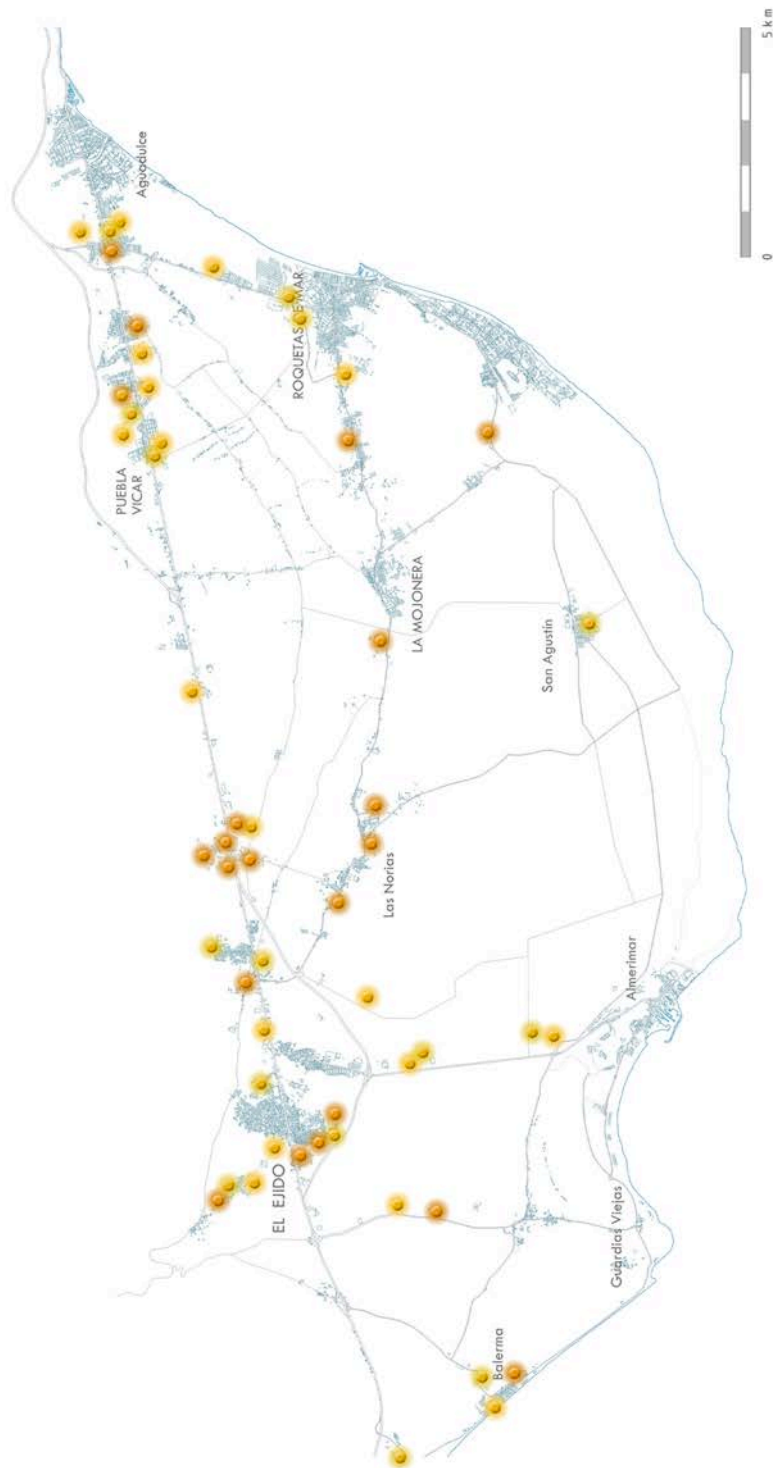 Aguadulce
ROQUETAS DE MAR
PUEBLA
VICAR
LA MOJONERA
San Agustín
Las Norias
Almerimar
EL EJIDO
Guardias Viejas
Balerma
0
5 km